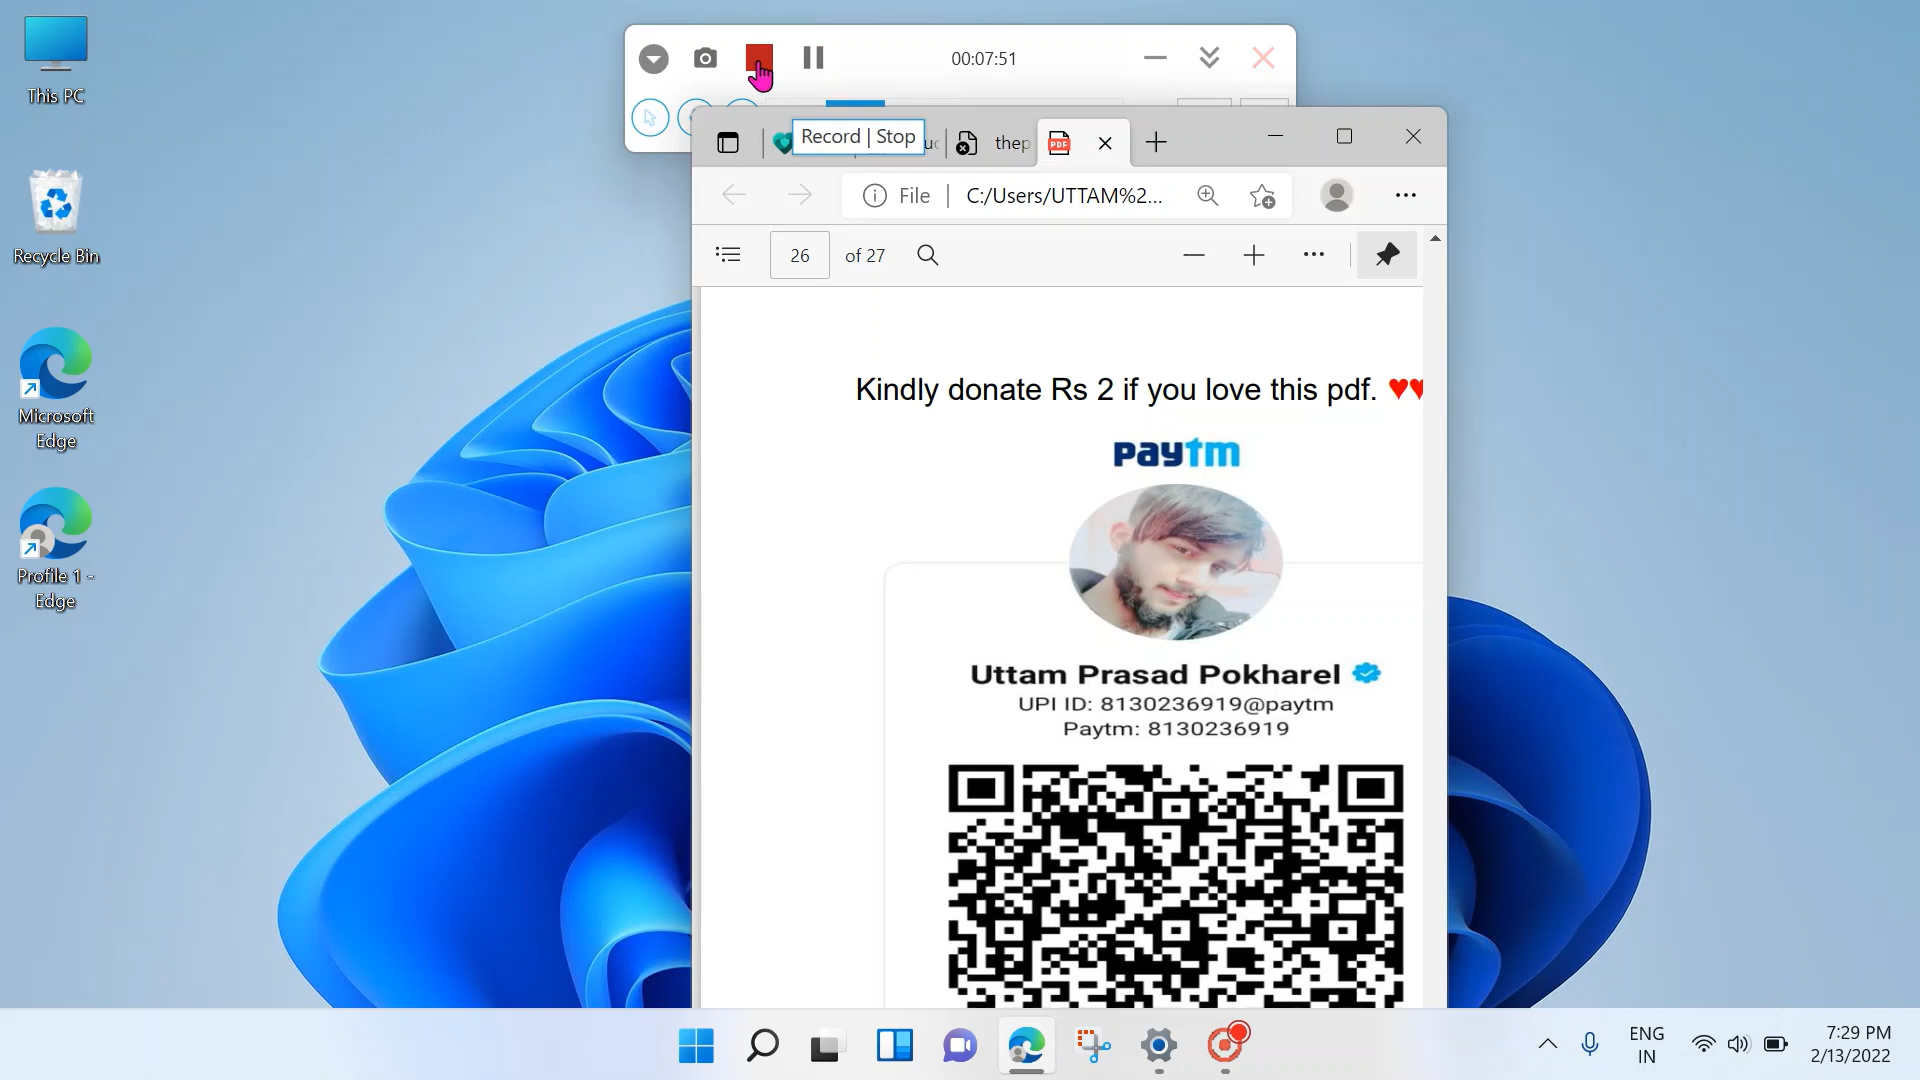 This PC
Recycle Bin
Microsoft
Edge
Profile 1 -
Edge
00:07:51
Record | Stop
thep
File
C:/Users/UTTAM%2...
26
of 27
Kindly donate Rs 2 if you love this pdf. ♥♥
paytm
Uttam Prasad Pokharel
UPI ID: 8130236919@paytm
Paytm: 8130236919
ENG
IN
7:29 PM
2/13/2022